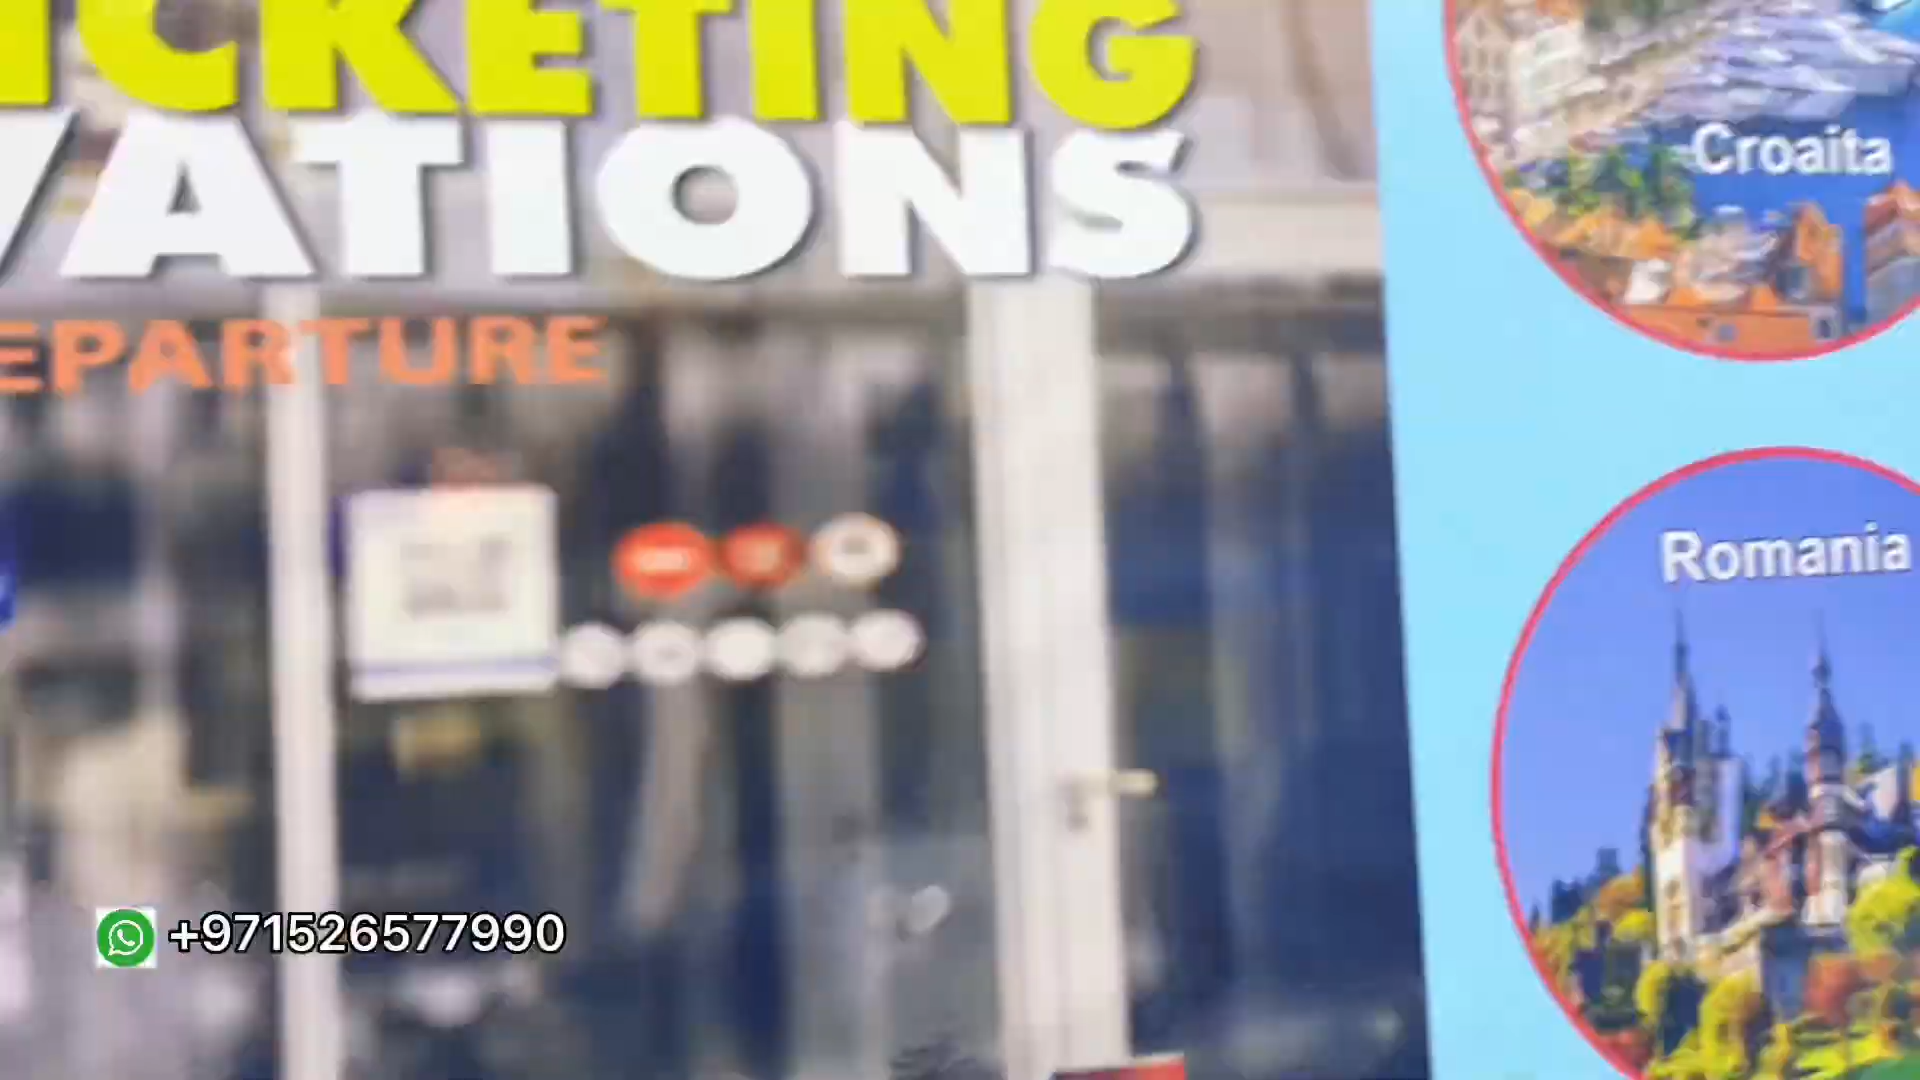 ICKETING
VATIONS
EPARTURE
Croaita
Romania
+971526577990